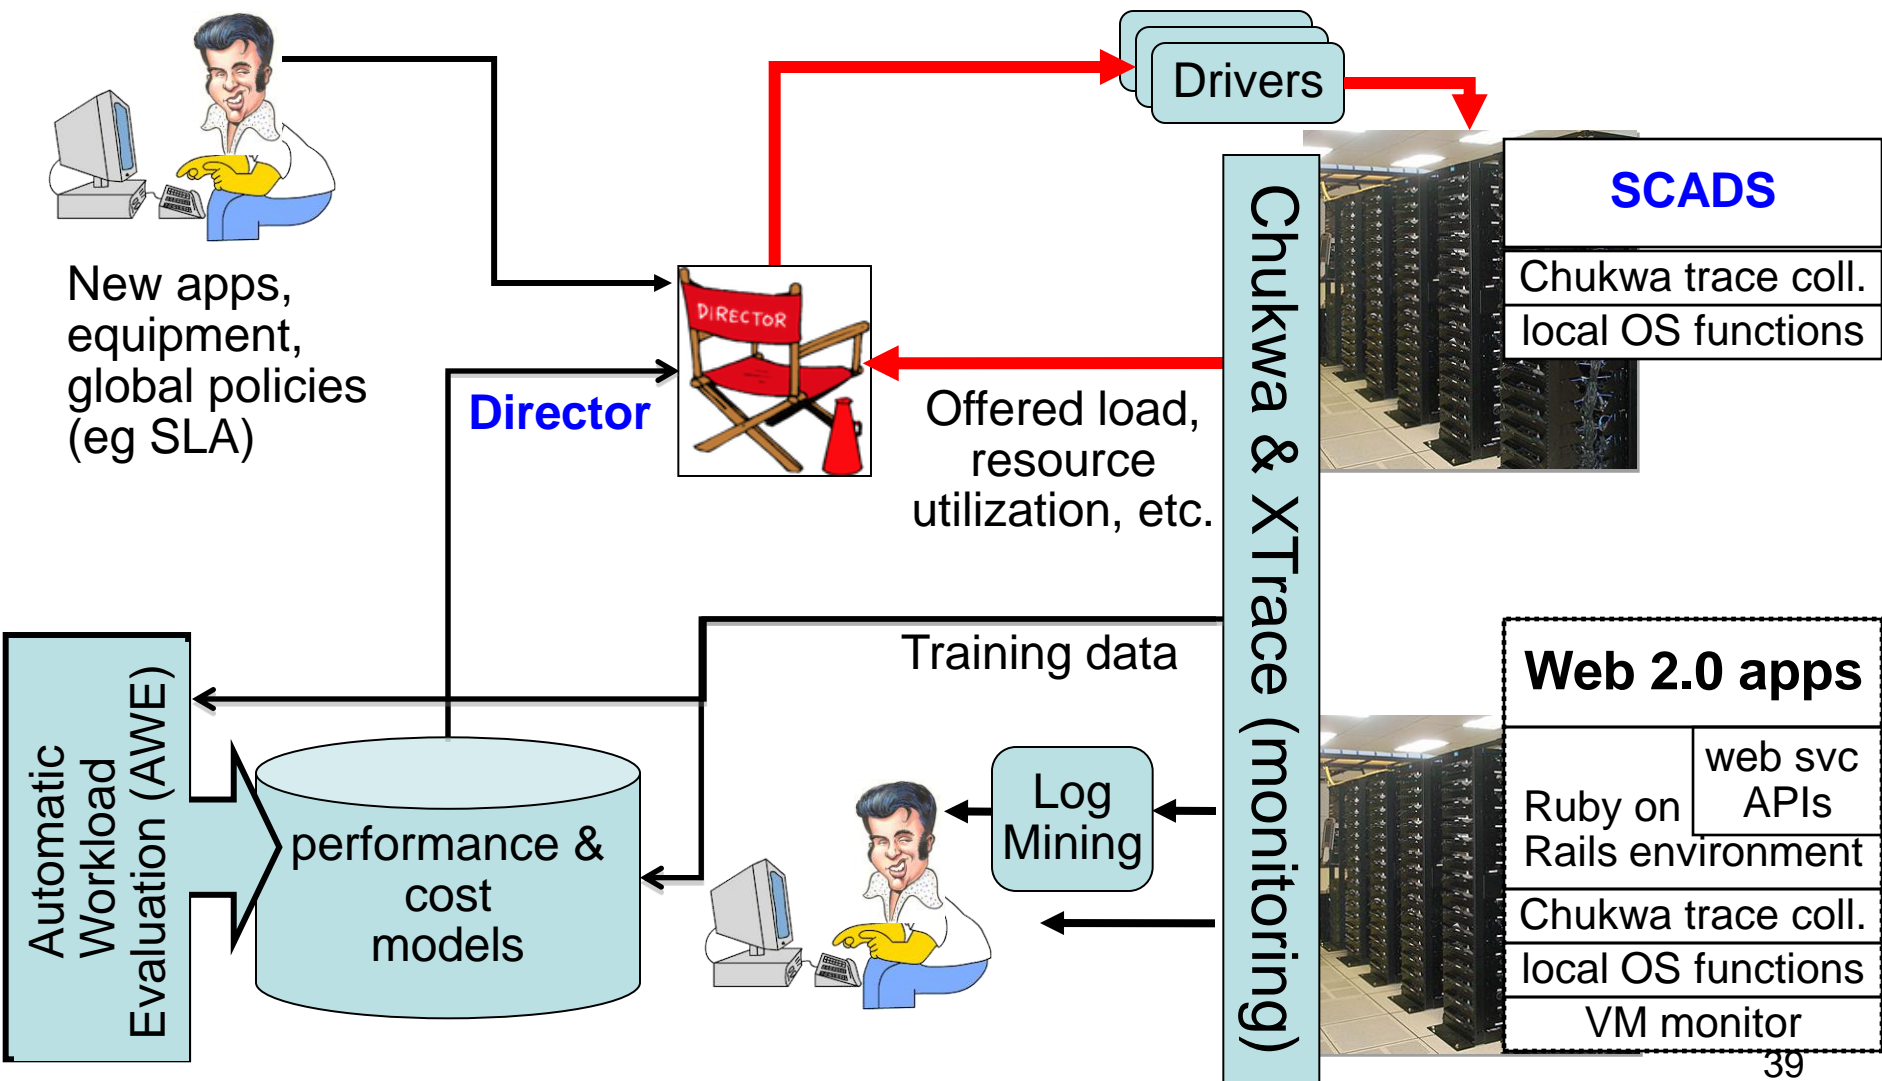 Drivers
SCADS
Chukwa trace coll.
local OS functions
New apps,
equipment,
global policies
(eg SLA)
DIRECTOR
Director
Offered load,
resource
utilization, etc.
Chukwa & XTrace (monitoring)
Training data
Automatic
Workload
Evaluation (AWE)
performance &
cost
models
Log
Mining
Web 2.0 apps
web svc
APIs
Ruby on
Rails environment
Chukwa trace coll.
local OS functions
VM monitor
39